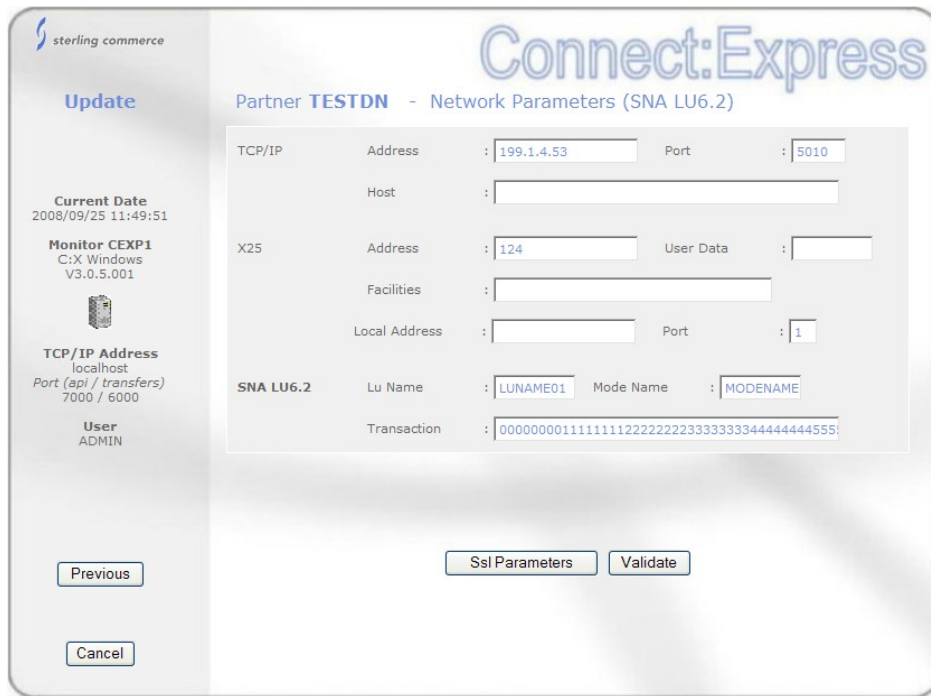 sterling commerce
Connect:Express
Update
Partner TESTDN - Network Parameters (SNA LU6.2)
TCP/IP Address : 199.1.4.53 Port : 5010
Host :
Current Date
2008/09/25 11:49:51
Monitor CEXP1
C:X Windows
V3.0.5.001
X25 Address : 124 User Data :
Facilities :
Local Address : Port : 1
TCP/IP Address
localhost
Port (api / transfers)
7000 / 6000
SNA LU6.2 Lu Name : LUNAME01 Mode Name : MODENAME
User
ADMIN
Transaction : 00000000111111112222222233333333444444445555
Ssl Parameters Validate
Previous
Cancel